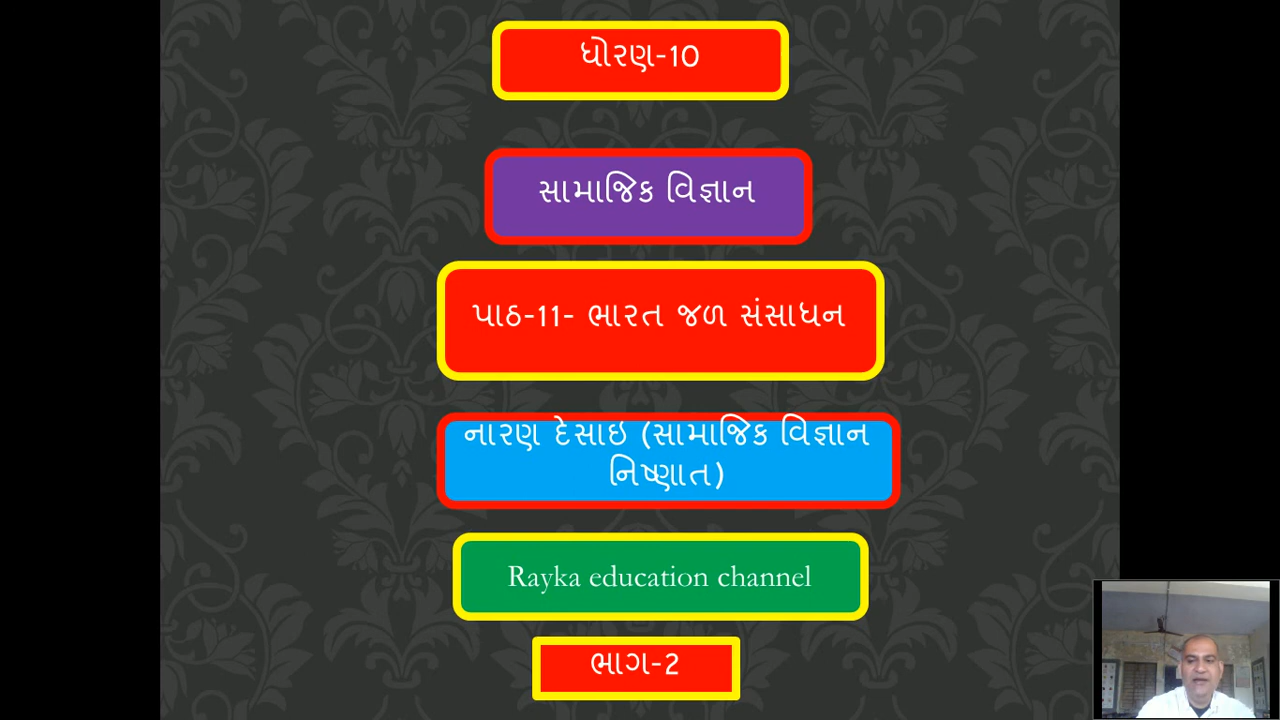 ધોરણ-10
સામાજિક વિજ્ઞાન
પાઠ-11- ભારત જળ સંસાધન
નારણ દેસાઇ (સામાજિક વિજ્ઞાન
નિષ્ણાત)
Rayka education channel
ભાગ-2